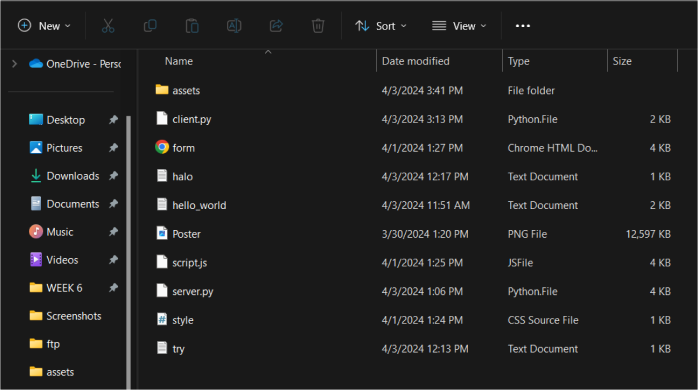 New Sort View
OneDrive - Perso
Name Date modified Type Size
assets 4/3/2024 3:41 PM File folder
client.py 4/3/2024 3:13 PM Python.File 2 KB
form 4/1/2024 1:27 PM Chrome HTML Do... 4 KB
halo 4/3/2024 12:17 PM Text Document 1 KB
hello_world 4/3/2024 11:51 AM Text Document 2 KB
Poster 3/30/2024 1:20 PM PNG File 12,597 KB
script.js 4/1/2024 1:25 PM JSFile 4 KB
server.py 4/3/2024 1:06 PM Python.File 4 KB
style 4/1/2024 1:24 PM CSS Source File 1 KB
try 4/3/2024 12:13 PM Text Document 1 KB
Desktop
Pictures
Downloads
Documents
Music
Videos
WEEK 6
Screenshots
ftp
assets